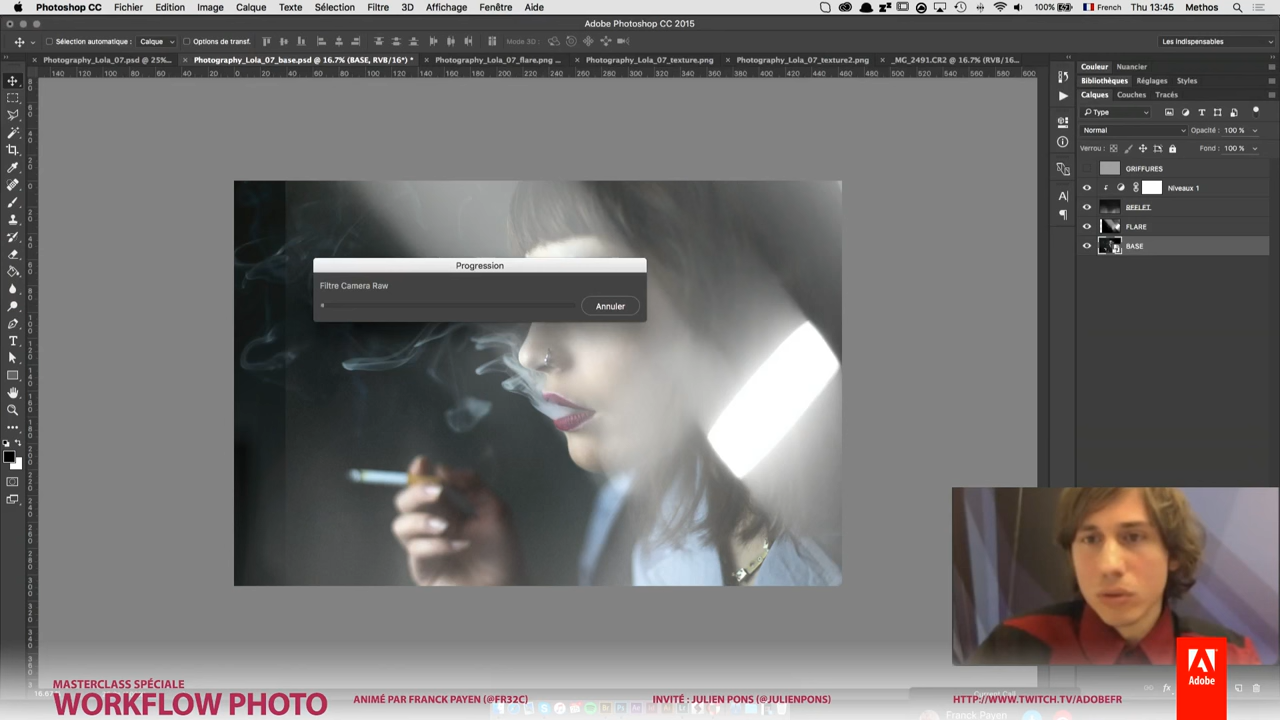 Photoshop CC Fichier Edition Image Calque Texte Sélection Filtre 3D Affichage Fenêtre Aide 100% French Thu 13:45 Methos
Adobe Photoshop CC 2015
Sélection automatique : Calque Options de transf. Mode 3D : Les Indispensables
Photography_Lola_07.psd @ 25%... Photography_Lola_07_base.psd @ 16.7% (BASE, RVB/16*) * Photography_Lola_07_flare.png ... Photography_Lola_07_texture.png Photography_Lola_07_texture2.png _MG_2491.CR2 @ 16.7% (RVB/16...
Couleur Nuancier
Bibliothèques Réglages Styles
Calques Couches Tracés
Type
Normal Opacité : 100 %
Verrou : Fond : 100 %
GRIFFURES
Niveaux 1
REFLET
FLARE
BASE
Progression
Filtre Camera Raw
Annuler
MASTERCLASS SPÉCIALE
WORKFLOW PHOTO
ANIMÉ PAR FRANCK PAYEN (@FR32C)
INVITÉ : JULIEN PONS (@JULIENPONS)
HTTP://WWW.TWITCH.TV/ADOBEFR
Adobe
Franck Payen